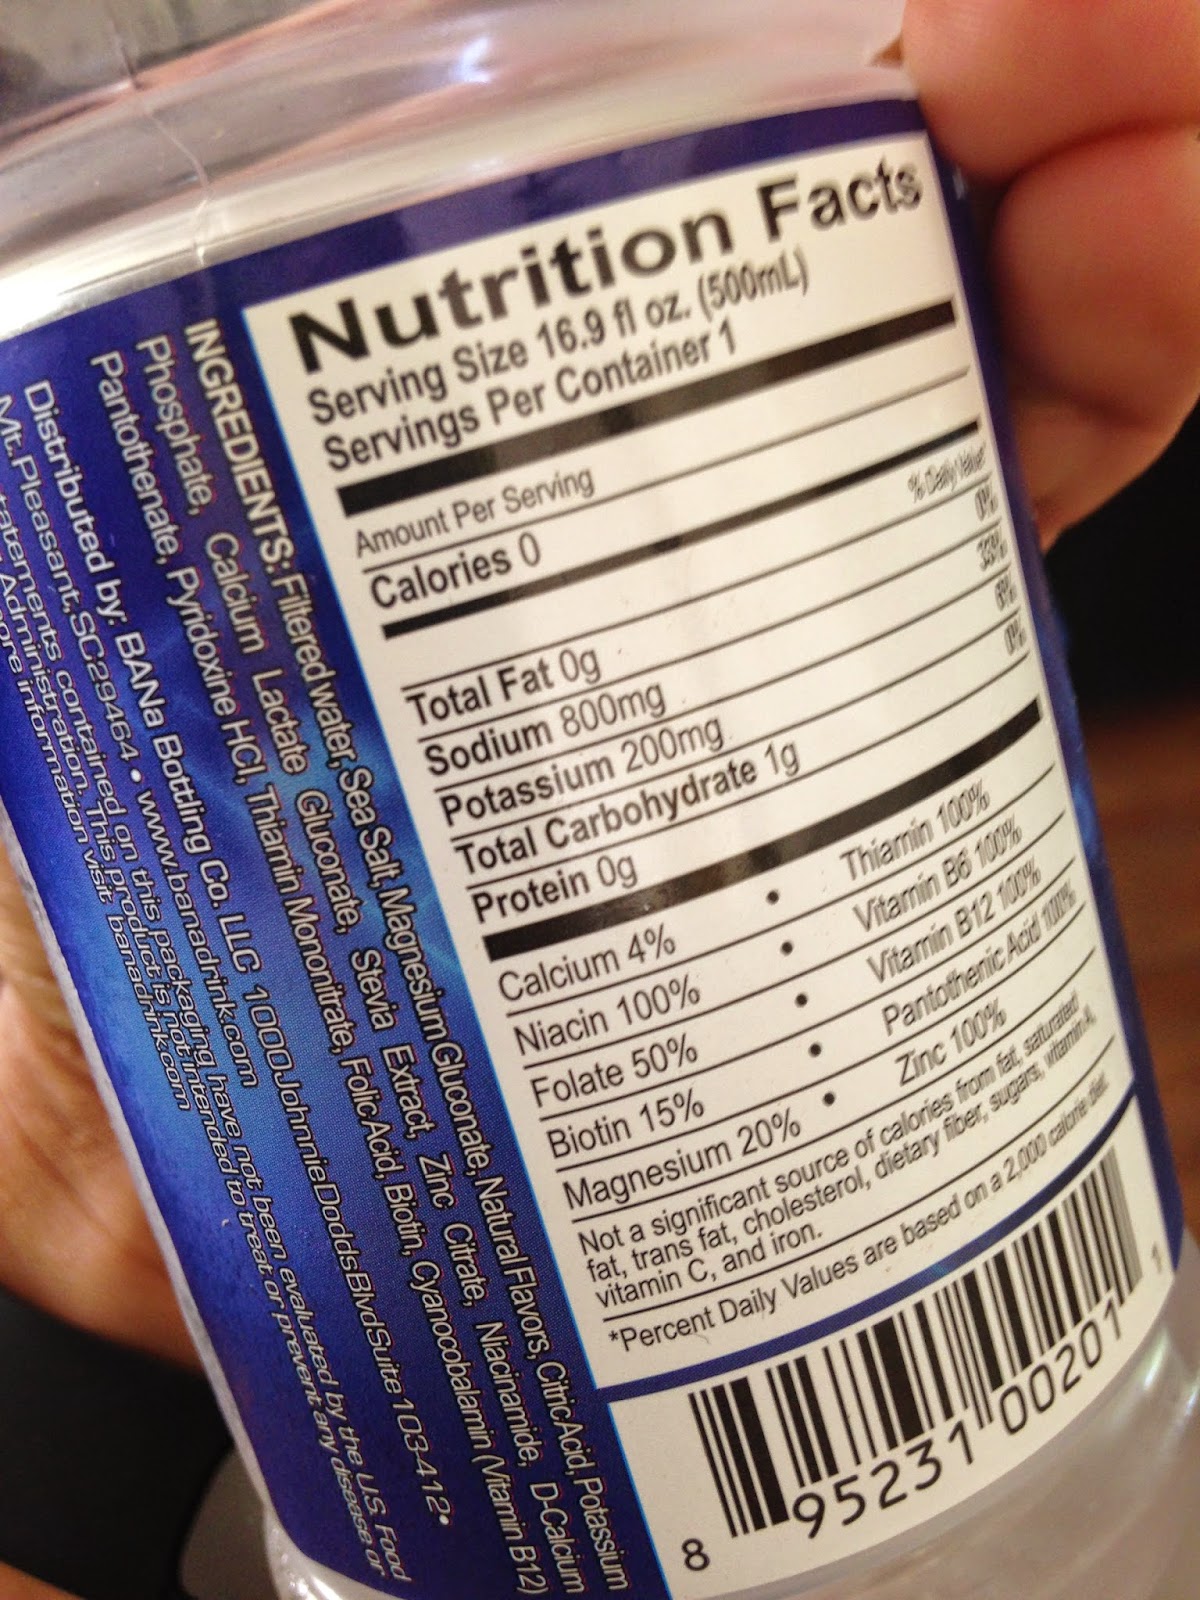 Nutrition Facts
Serving Size 16.9 fl oz. (500mL)
Servings Per Container 1
Amount Per Serving
Calories 0
% Daily Value*
Total Fat 0g 0%
Sodium 800mg 33%
Potassium 200mg 6%
Total Carbohydrate 1g 0%
Protein 0g
Calcium 4% • Thiamin 100%
Niacin 100% • Vitamin B6 100%
Folate 50% • Vitamin B12 100%
Biotin 15% • Pantothenic Acid 100%
Magnesium 20% • Zinc 100%
Not a significant source of calories from fat, saturated
fat, trans fat, cholesterol, dietary fiber, sugars, vitamin A,
vitamin C, and iron.
*Percent Daily Values are based on a 2,000 calorie diet.
8 95231 00201 1
INGREDIENTS: Filtered water, Sea Salt, Magnesium Gluconate, Natural Flavors, Citric Acid, Potassium
Phosphate, Calcium Lactate Gluconate, Stevia Extract, Zinc Citrate, Niacinamide, D-Calcium
Pantothenate, Pyridoxine HCl, Thiamin Mononitrate, Folic Acid, Biotin, Cyanocobalamin (Vitamin B12)
Distributed by: BANa Bottling Co. LLC 1000 Johnnie Dodds Blvd Suite 103-412 •
Mt. Pleasant, SC 29464 • www.banadrink.com
tatements contained on this packaging have not been evaluated by the U.S. Food
Administration. This product is not intended to treat or prevent any disease or
more information visit: banadrink.com